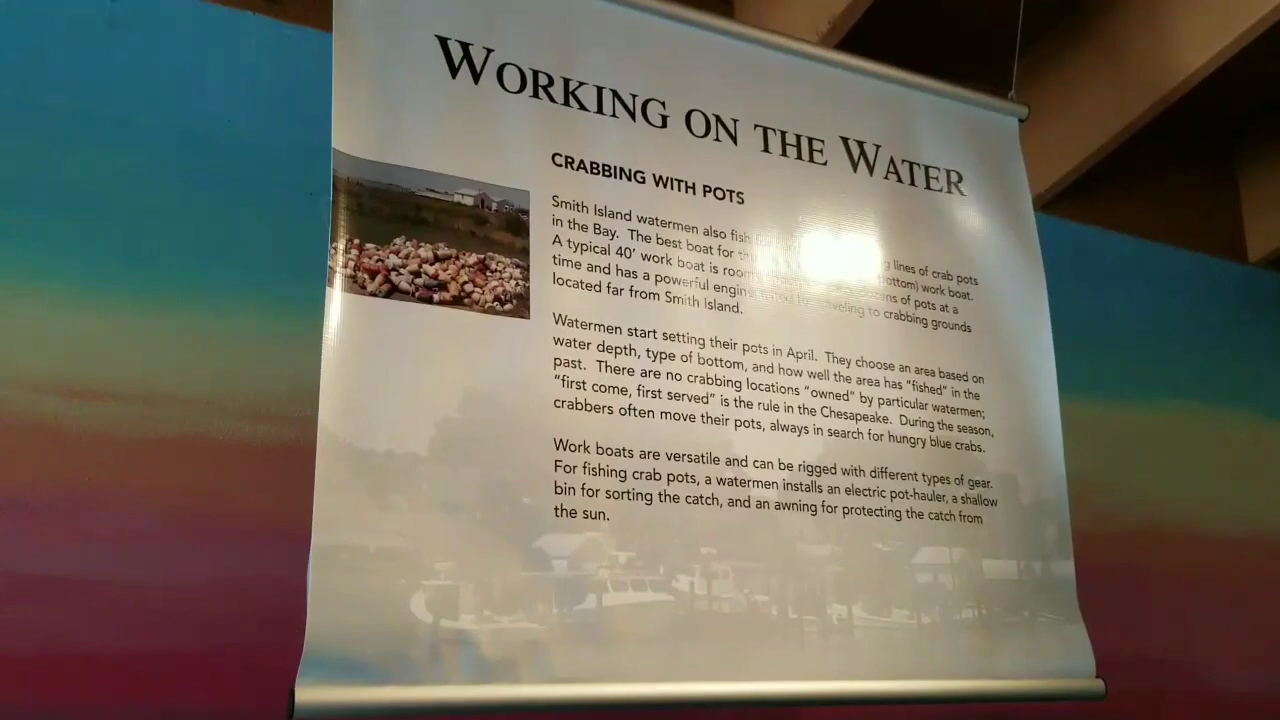 WORKING ON THE WATER
CRABBING WITH POTS
Smith Island watermen also fish lines of crab pots
in the Bay. The best boat for bottom) work boat.
A typical 40' work boat is roomy of pots at a
time and has a powerful engine to crabbing grounds
located far from Smith Island.
Watermen start setting their pots in April. They choose an area based on
water depth, type of bottom, and how well the area has "fished" in the
past. There are no crabbing locations "owned" by particular watermen;
"first come, first served" is the rule in the Chesapeake. During the season,
crabbers often move their pots, always in search for hungry blue crabs.
Work boats are versatile and can be rigged with different types of gear.
For fishing crab pots, a watermen installs an electric pot-hauler, a shallow
bin for sorting the catch, and an awning for protecting the catch from
the sun.